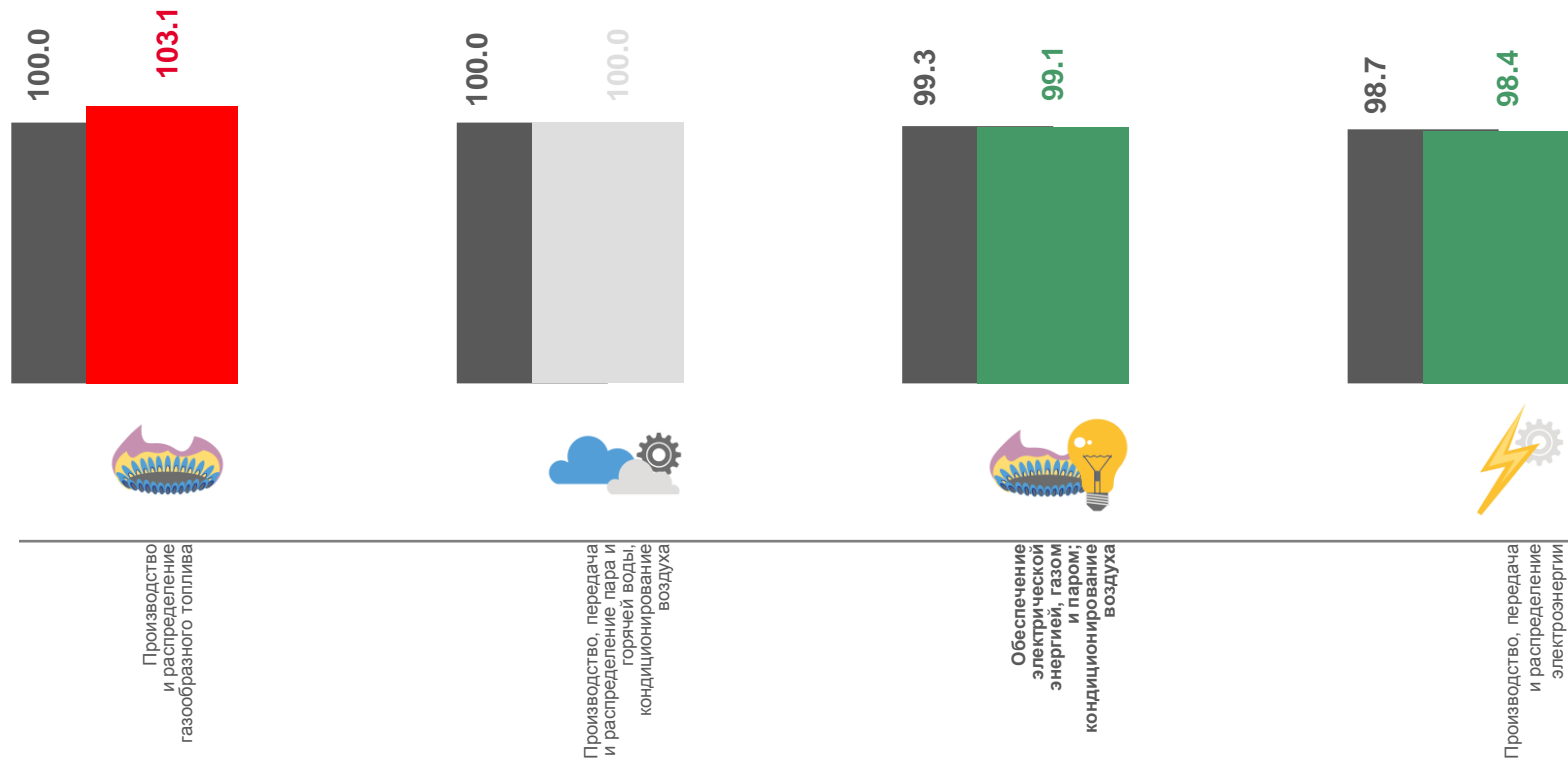 100.0
103.1
100.0
100.0
99.3
99.1
98.7
98.4
Производство
и распределение
газообразного топлива
Производство, передача
и распределение пара и
горячей воды,
кондиционирование
воздуха
Обеспечение
электрической
энергией, газом
и паром;
кондиционирование
воздуха
Производство, передача
и распределение
электроэнергии